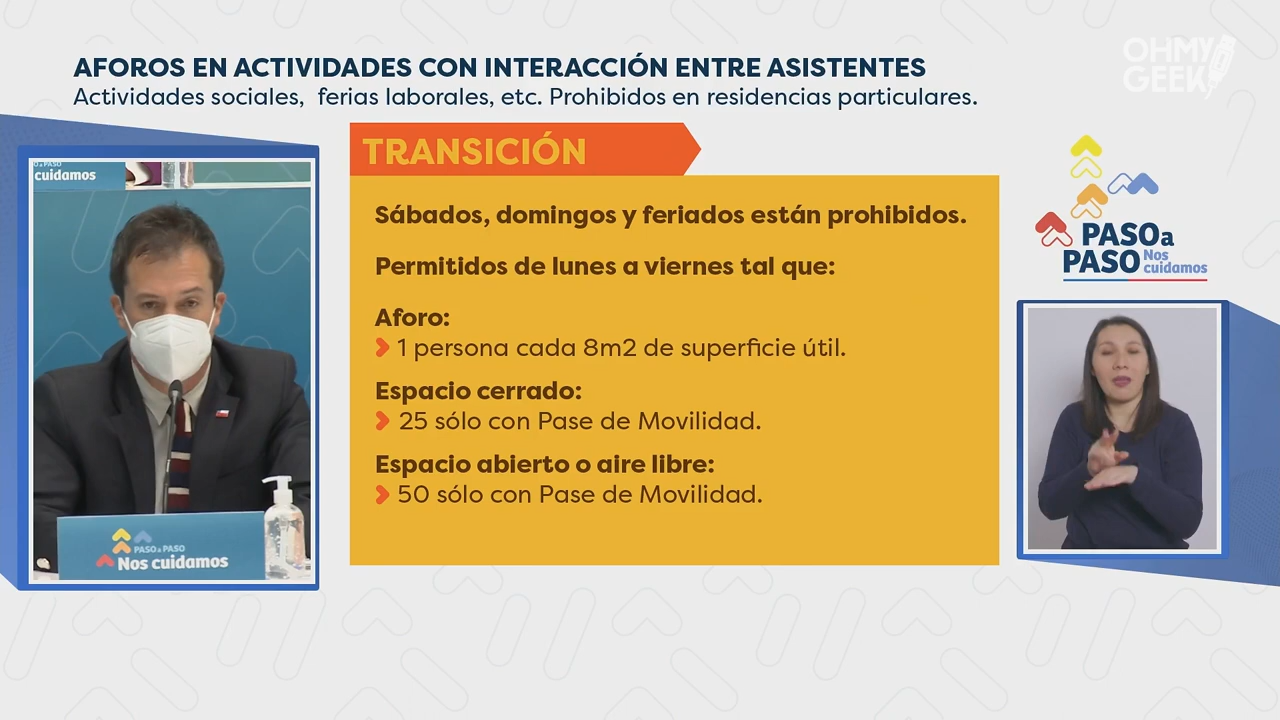 AFOROS EN ACTIVIDADES CON INTERACCIÓN ENTRE ASISTENTES
Actividades sociales,  ferias laborales, etc. Prohibidos en residencias particulares.
OHMY
GEEK
TRANSICIÓN
Sábados, domingos y feriados están prohibidos.
Permitidos de lunes a viernes tal que:
Aforo:
1 persona cada 8m2 de superficie útil.
Espacio cerrado:
25 sólo con Pase de Movilidad.
Espacio abierto o aire libre:
50 sólo con Pase de Movilidad.
cuidamos
PASO a PASO
Nos cuidamos
PASO a
PASO Nos
cuidamos